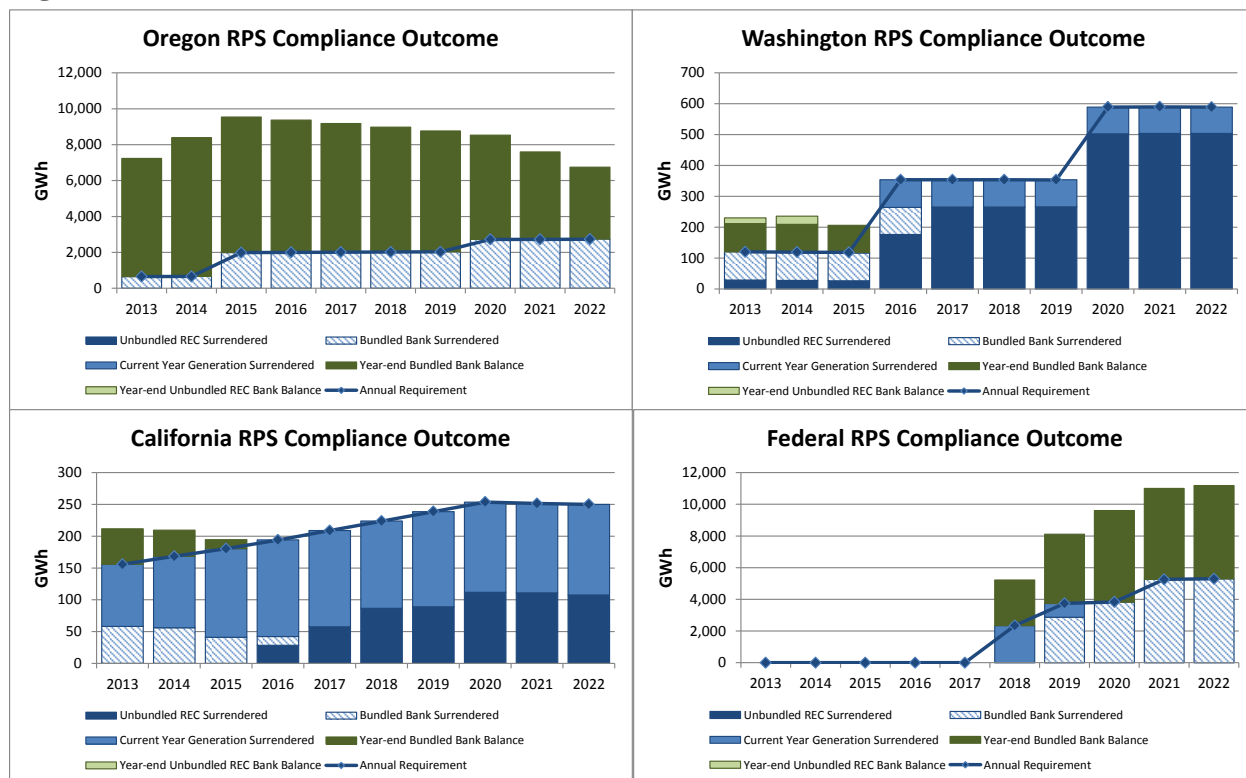 Oregon RPS Compliance Outcome
12,000
10,000
8,000
6,000
4,000
2,000
0
GWh
2013 2014 2015 2016 2017 2018 2019 2020 2021 2022
Unbundled REC Surrendered Bundled Bank Surrendered
Current Year Generation Surrendered Year-end Bundled Bank Balance
Year-end Unbundled REC Bank Balance Annual Requirement
Washington RPS Compliance Outcome
700
600
500
400
300
200
100
0
GWh
2013 2014 2015 2016 2017 2018 2019 2020 2021 2022
Unbundled REC Surrendered Bundled Bank Surrendered
Current Year Generation Surrendered Year-end Bundled Bank Balance
Year-end Unbundled REC Bank Balance Annual Requirement
California RPS Compliance Outcome
300
250
200
150
100
50
0
GWh
2013 2014 2015 2016 2017 2018 2019 2020 2021 2022
Unbundled REC Surrendered Bundled Bank Surrendered
Current Year Generation Surrendered Year-end Bundled Bank Balance
Year-end Unbundled REC Bank Balance Annual Requirement
Federal RPS Compliance Outcome
12,000
10,000
8,000
6,000
4,000
2,000
0
GWh
2013 2014 2015 2016 2017 2018 2019 2020 2021 2022
Unbundled REC Surrendered Bundled Bank Surrendered
Current Year Generation Surrendered Year-end Bundled Bank Balance
Year-end Unbundled REC Bank Balance Annual Requirement